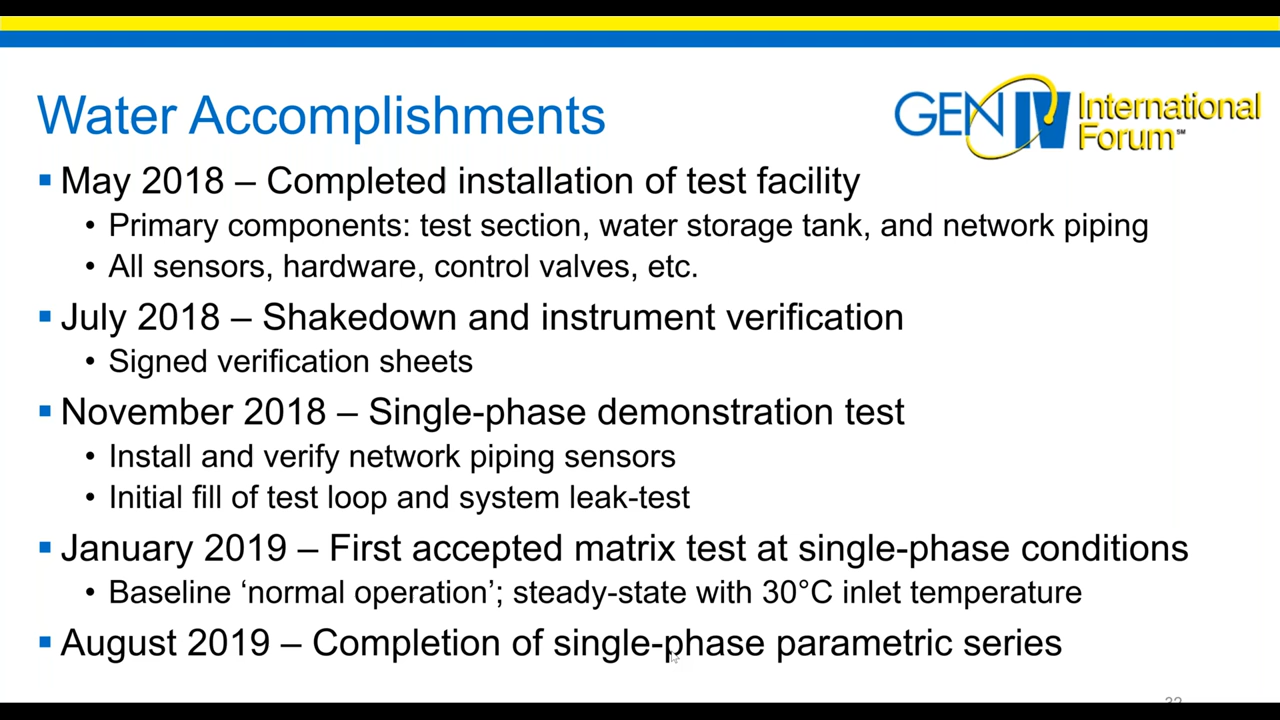 Water Accomplishments
GEN IV International
Forum℠
▪ May 2018 – Completed installation of test facility
• Primary components: test section, water storage tank, and network piping
• All sensors, hardware, control valves, etc.
▪ July 2018 – Shakedown and instrument verification
• Signed verification sheets
▪ November 2018 – Single-phase demonstration test
• Install and verify network piping sensors
• Initial fill of test loop and system leak-test
▪ January 2019 – First accepted matrix test at single-phase conditions
• Baseline ‘normal operation’; steady-state with 30°C inlet temperature
▪ August 2019 – Completion of single-phase parametric series